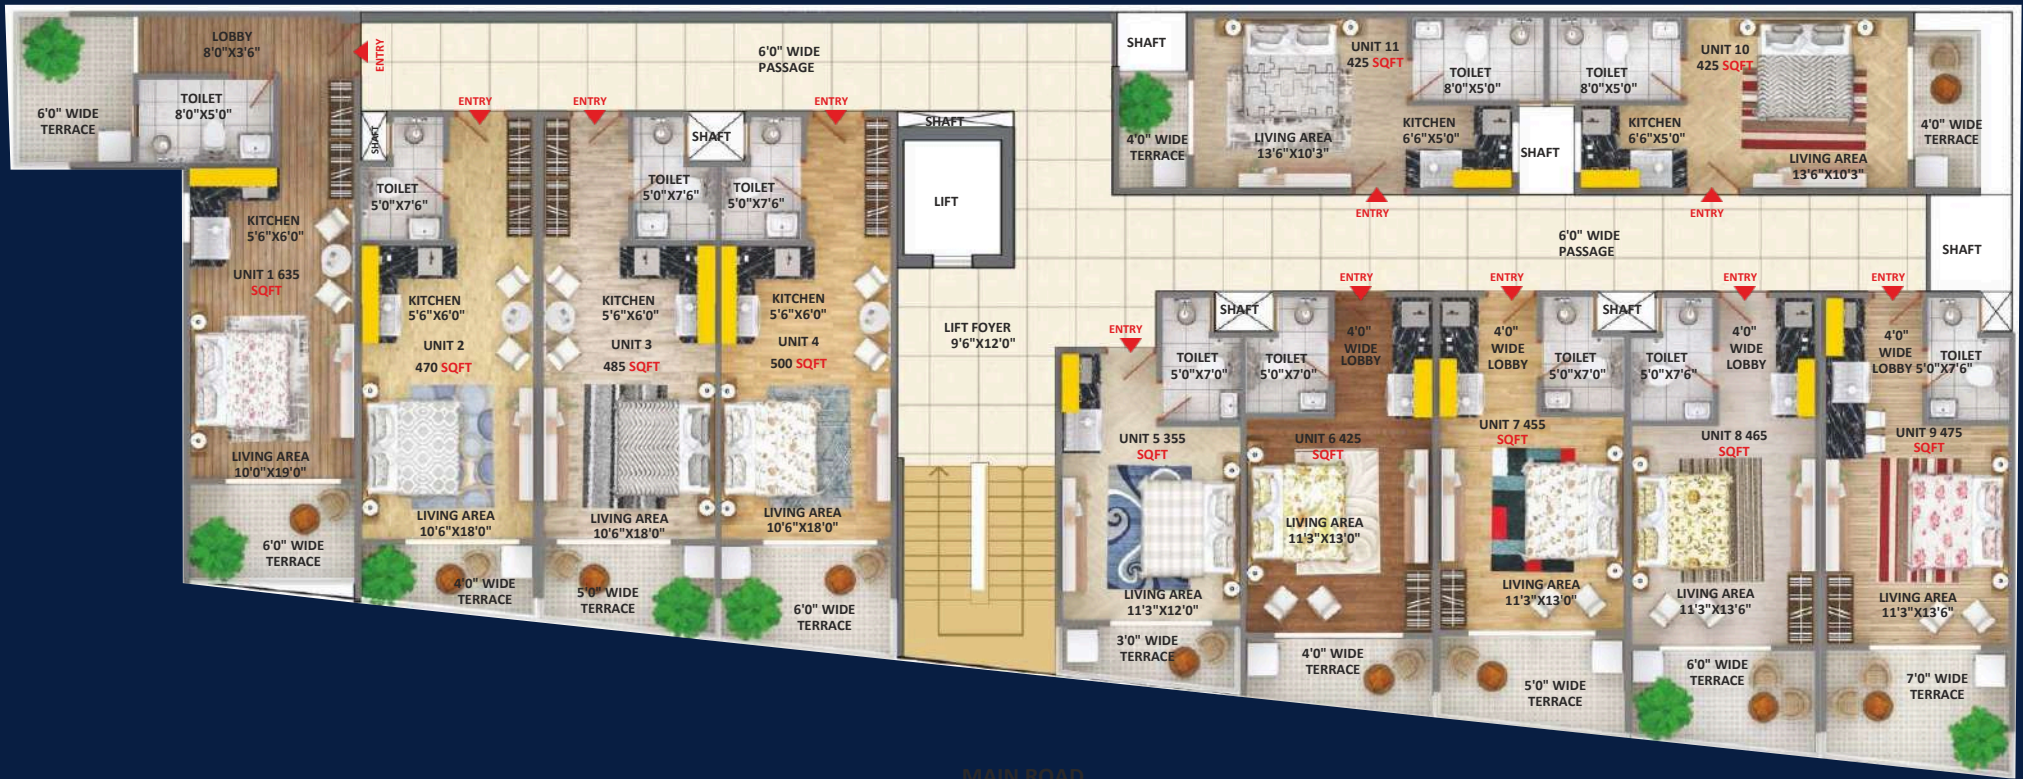 LOBBY
8'0"X3'6"
ENTRY
6'0" WIDE
TERRACE
TOILET
8'0"X5'0"
KITCHEN
5'6"X6'0"
UNIT 1 635
SQFT
LIVING AREA
10'0"X19'0"
6'0" WIDE
TERRACE
6'0" WIDE
PASSAGE
ENTRY
SHAFT
TOILET
5'0"X7'6"
KITCHEN
5'6"X6'0"
UNIT 2
470 SQFT
LIVING AREA
10'6"X18'0"
4'0" WIDE
TERRACE
ENTRY
TOILET
5'0"X7'6"
SHAFT
KITCHEN
5'6"X6'0"
UNIT 3
485 SQFT
LIVING AREA
10'6"X18'0"
5'0" WIDE
TERRACE
ENTRY
TOILET
5'0"X7'6"
KITCHEN
5'6"X6'0"
UNIT 4
500 SQFT
LIVING AREA
10'6"X18'0"
6'0" WIDE
TERRACE
SHAFT
LIFT
LIFT FOYER
9'6"X12'0"
SHAFT
4'0" WIDE
TERRACE
UNIT 11
425 SQFT
LIVING AREA
13'6"X10'3"
TOILET
8'0"X5'0"
KITCHEN
6'6"X5'0"
ENTRY
SHAFT
TOILET
8'0"X5'0"
KITCHEN
6'6"X5'0"
UNIT 10
425 SQFT
LIVING AREA
13'6"X10'3"
ENTRY
4'0" WIDE
TERRACE
6'0" WIDE
PASSAGE
SHAFT
ENTRY
TOILET
5'0"X7'0"
UNIT 5 355
SQFT
LIVING AREA
11'3"X12'0"
3'0" WIDE
TERRACE
SHAFT
ENTRY
TOILET
5'0"X7'0"
4'0"
WIDE
LOBBY
UNIT 6 425
SQFT
LIVING AREA
11'3"X13'0"
4'0" WIDE
TERRACE
ENTRY
4'0"
WIDE
LOBBY
TOILET
5'0"X7'0"
UNIT 7 455
SQFT
LIVING AREA
11'3"X13'0"
5'0" WIDE
TERRACE
SHAFT
ENTRY
TOILET
5'0"X7'6"
4'0"
WIDE
LOBBY
UNIT 8 465
SQFT
LIVING AREA
11'3"X13'6"
6'0" WIDE
TERRACE
ENTRY
4'0"
WIDE
LOBBY
TOILET
5'0"X7'6"
UNIT 9 475
SQFT
LIVING AREA
11'3"X13'6"
7'0" WIDE
TERRACE
MAIN ROAD